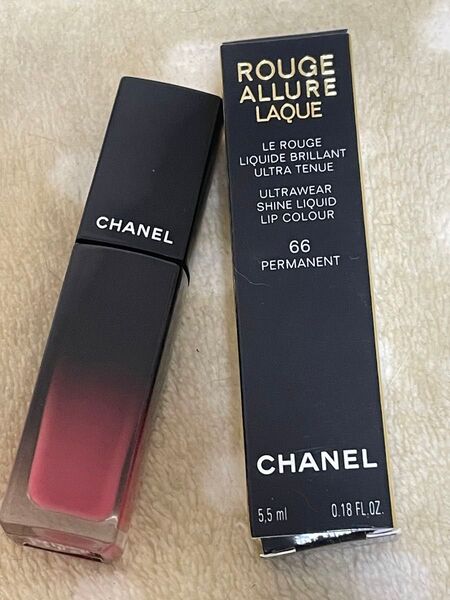 CHANEL
ROUGE
ALLURE
LAQUE
LE ROUGE
LIQUIDE BRILLANT
ULTRA TENUE
ULTRAWEAR
SHINE LIQUID
LIP COLOUR
66
PERMANENT
CHANEL
5,5 ml 0.18 FL.OZ.